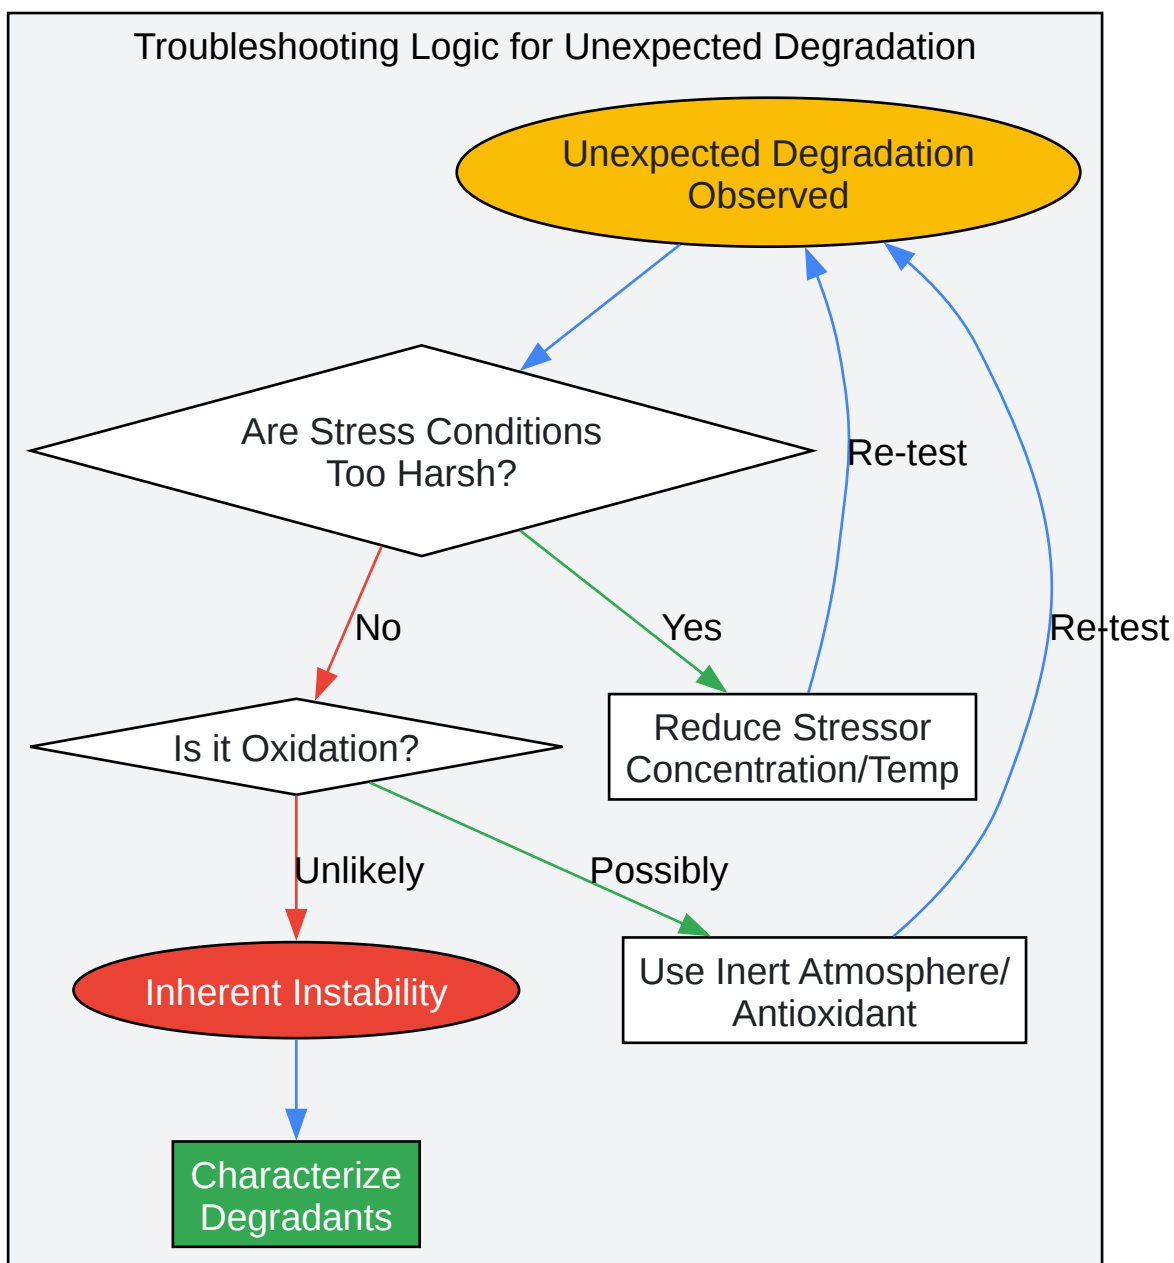 Troubleshooting Logic for Unexpected Degradation
Unexpected Degradation
Observed
Are Stress Conditions
Too Harsh?
Re-test
No
Yes
Re-test
Is it Oxidation?
Reduce Stressor
Concentration/Temp
Unlikely
Possibly
Inherent Instability
Use Inert Atmosphere/
Antioxidant
Characterize
Degradants